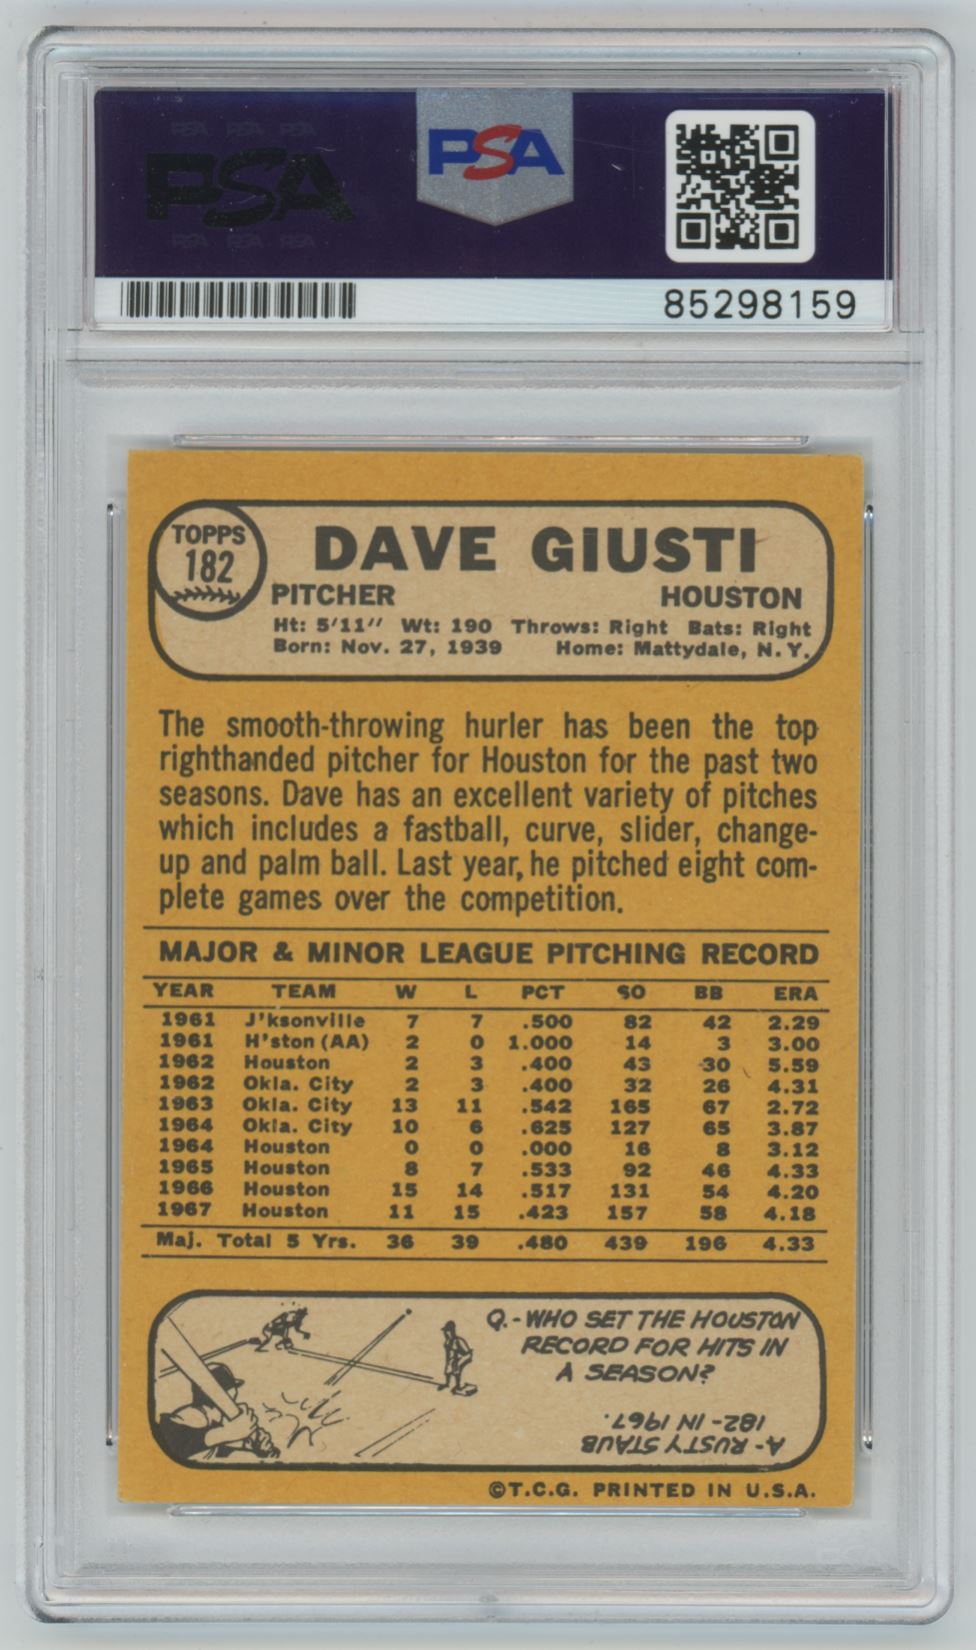 PSA PSA PSA
PSA
PSA PSA PSA
PSA
85298159
TOPPS
182
DAVE GIUSTI
PITCHER HOUSTON
Ht: 5'11" Wt: 190 Throws: Right Bats: Right
Born: Nov. 27, 1939 Home: Mattydale, N.Y.
The smooth-throwing hurler has been the top
righthanded pitcher for Houston for the past two
seasons. Dave has an excellent variety of pitches
which includes a fastball, curve, slider, change-
up and palm ball. Last year, he pitched eight com-
plete games over the competition.
MAJOR & MINOR LEAGUE PITCHING RECORD
YEAR TEAM W L PCT SO BB ERA
1961 J'ksonville 7 7 .500 82 42 2.29
1961 H'ston (AA) 2 0 1.000 14 3 3.00
1962 Houston 2 3 .400 43 30 5.59
1962 Okla. City 2 3 .400 32 26 4.31
1963 Okla. City 13 11 .542 165 67 2.72
1964 Okla. City 10 6 .625 127 65 3.87
1964 Houston 0 0 .000 16 8 3.12
1965 Houston 8 7 .533 92 46 4.33
1966 Houston 15 14 .517 131 54 4.20
1967 Houston 11 15 .423 157 58 4.18
Maj. Total 5 Yrs. 36 39 .480 439 196 4.33
Q.-WHO SET THE HOUSTON
RECORD FOR HITS IN
A SEASON?
A-RUSTY STAUB
182-IN 1967.
©T.C.G. PRINTED IN U.S.A.